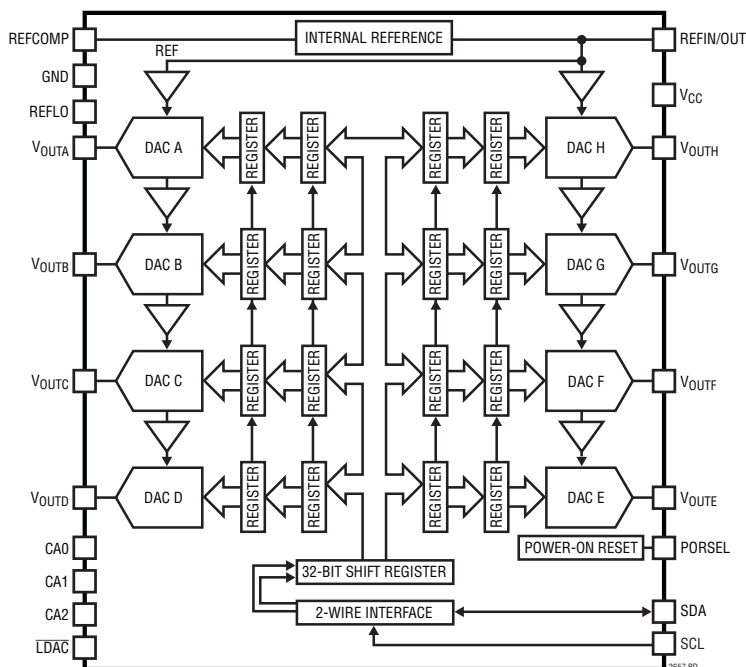 REFCOMP
INTERNAL REFERENCE
REFIN/OUT
REF
GND
VCC
REFLO
VOUTA
DAC A
REGISTER
REGISTER
REGISTER
REGISTER
DAC H
VOUTH
VOUTB
DAC B
REGISTER
REGISTER
REGISTER
REGISTER
DAC G
VOUTG
VOUTC
DAC C
REGISTER
REGISTER
REGISTER
REGISTER
DAC F
VOUTF
VOUTD
DAC D
REGISTER
REGISTER
REGISTER
REGISTER
DAC E
VOUTE
CA0
POWER-ON RESET
PORSEL
32-BIT SHIFT REGISTER
CA1
CA2
2-WIRE INTERFACE
SDA
LDAC
SCL
2657 BD